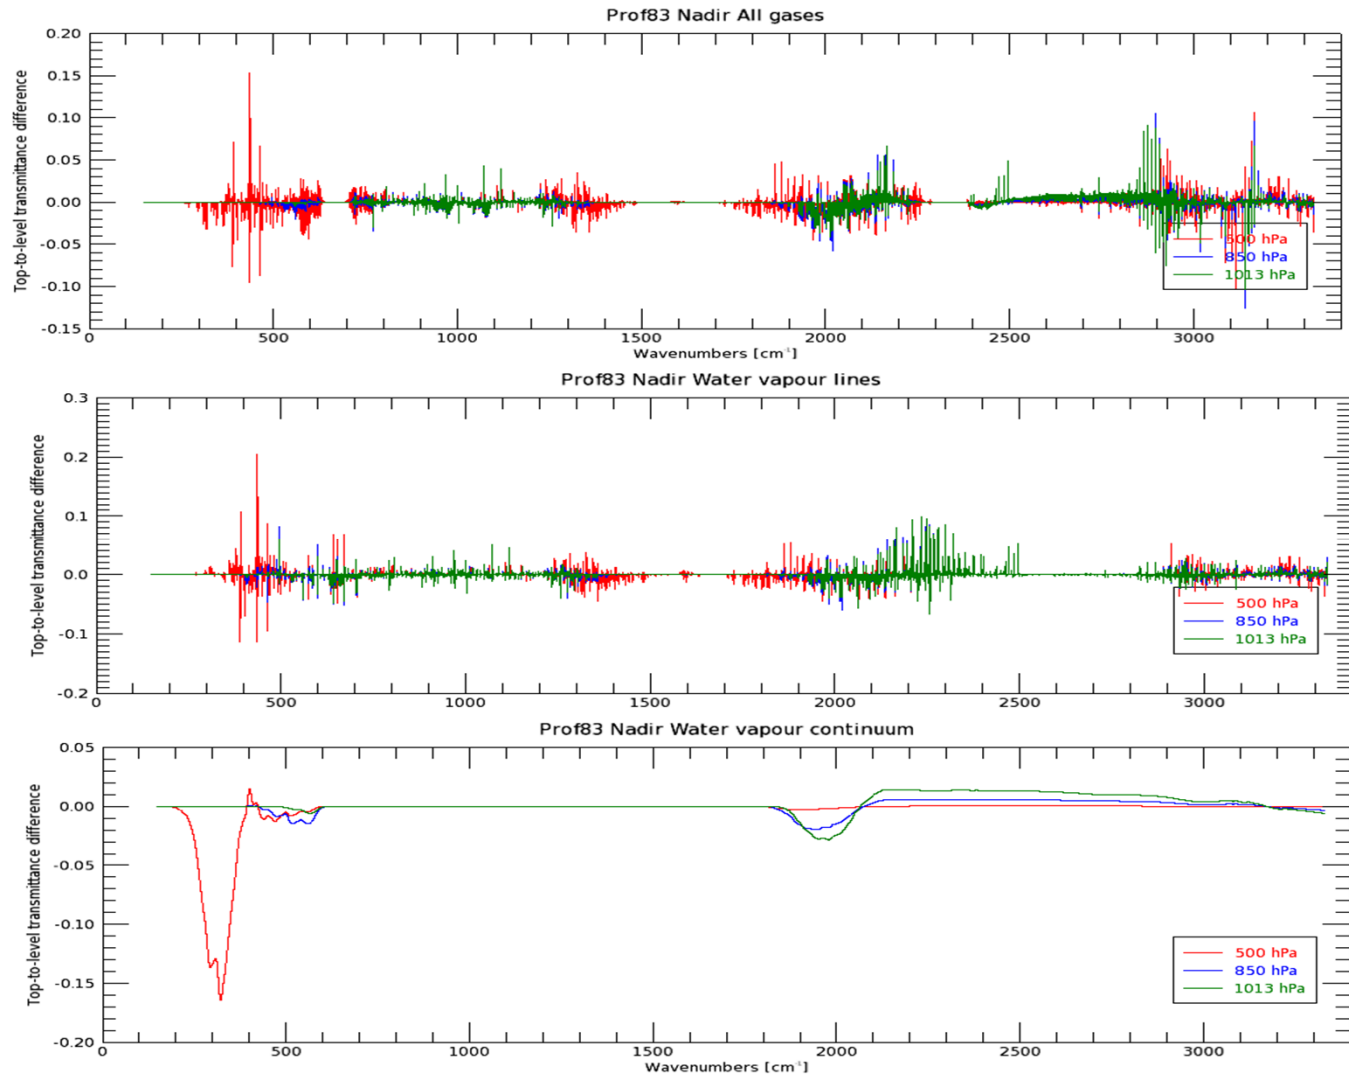 Prof83 Nadir All gases
Top-to-level transmittance difference
0.20
0.15
0.10
0.05
0.00
-0.05
-0.10
-0.15
500 hPa
850 hPa
1013 hPa
0 500 1000 1500 2000 2500 3000
Wavenumbers [cm⁻¹]
Prof83 Nadir Water vapour lines
Top-to-level transmittance difference
0.3
0.2
0.1
0.0
-0.1
-0.2
500 hPa
850 hPa
1013 hPa
0 500 1000 1500 2000 2500 3000
Prof83 Nadir Water vapour continuum
Top-to-level transmittance difference
0.05
0.00
-0.05
-0.10
-0.15
-0.20
500 hPa
850 hPa
1013 hPa
0 500 1000 1500 2000 2500 3000
Wavenumbers [cm⁻¹]